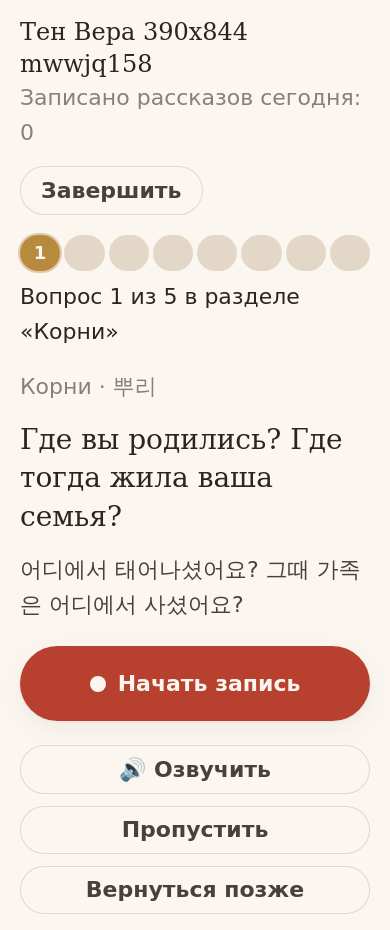 Тен Вера 390x844
mwwjq158
Записано рассказов сегодня:
0
Завершить
1
Вопрос 1 из 5 в разделе
«Корни»
Корни · 뿌리
Где вы родились? Где
тогда жила ваша
семья?
어디에서 태어나셨어요? 그때 가족
은 어디에서 사셨어요?
Начать запись
🔊 Озвучить
Пропустить
Вернуться позже